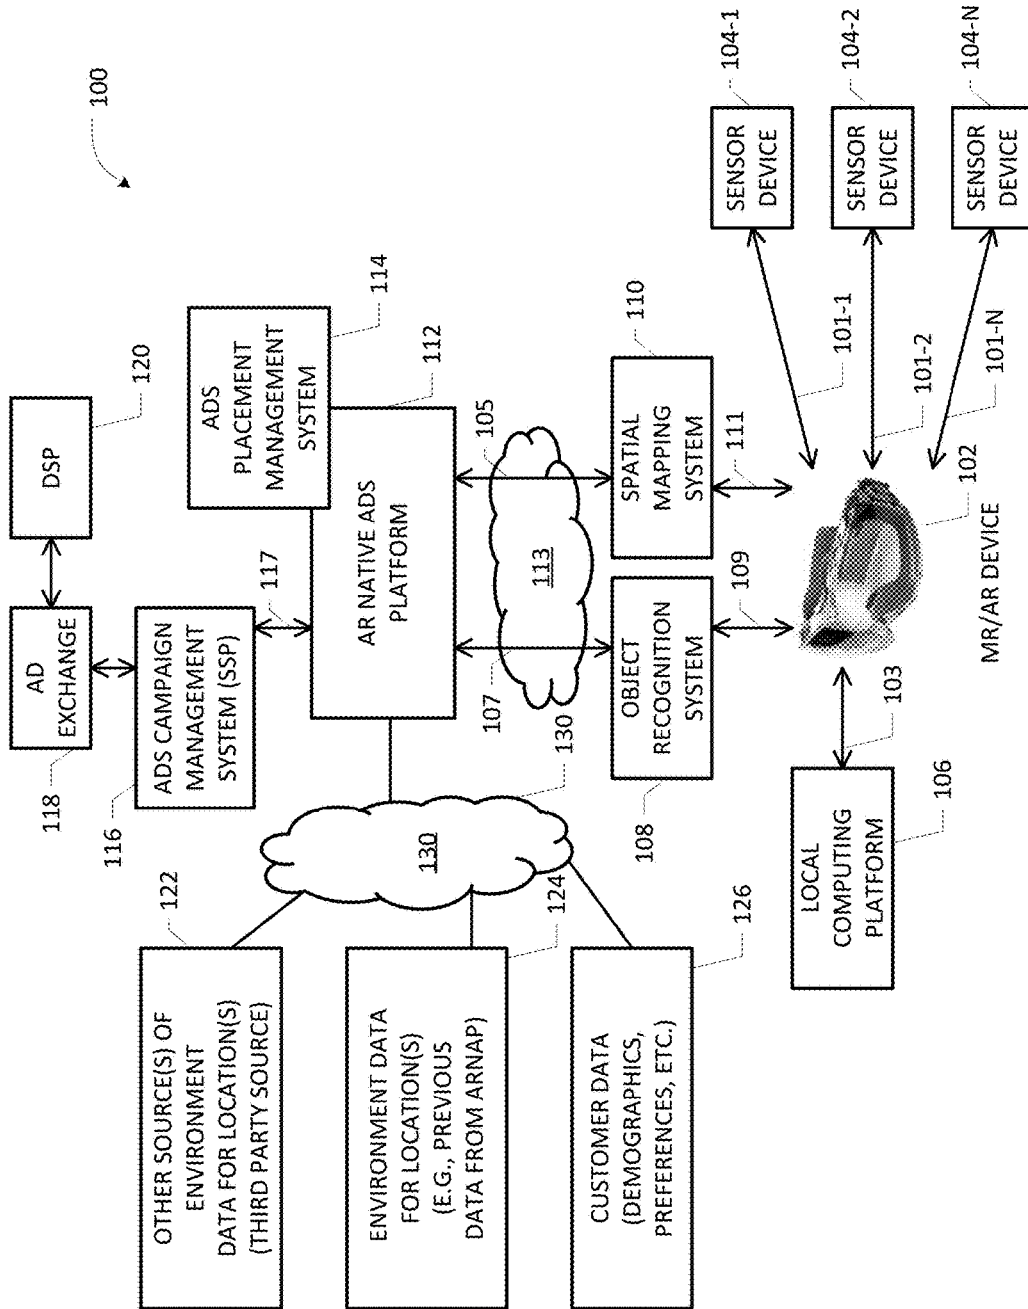 100
DSP
120
AD
EXCHANGE
118
ADS CAMPAIGN
MANAGEMENT
SYSTEM (SSP)
116
117
ADS
PLACEMENT
MANAGEMENT
SYSTEM
114
AR NATIVE ADS
PLATFORM
112
OTHER SOURCE(S) OF
ENVIRONMENT
DATA FOR LOCATION(S)
(THIRD PARTY SOURCE)
122
ENVIRONMENT DATA
FOR LOCATION(S)
(E.G., PREVIOUS
DATA FROM ARNAP)
124
CUSTOMER DATA
(DEMOGRAPHICS,
PREFERENCES, ETC.)
126
130
130
107
113
105
OBJECT
RECOGNITION
SYSTEM
108
SPATIAL
MAPPING
SYSTEM
110
109
111
LOCAL
COMPUTING
PLATFORM
106
103
MR/AR DEVICE
102
101-1
101-2
101-N
SENSOR
DEVICE
104-1
SENSOR
DEVICE
104-2
SENSOR
DEVICE
104-N